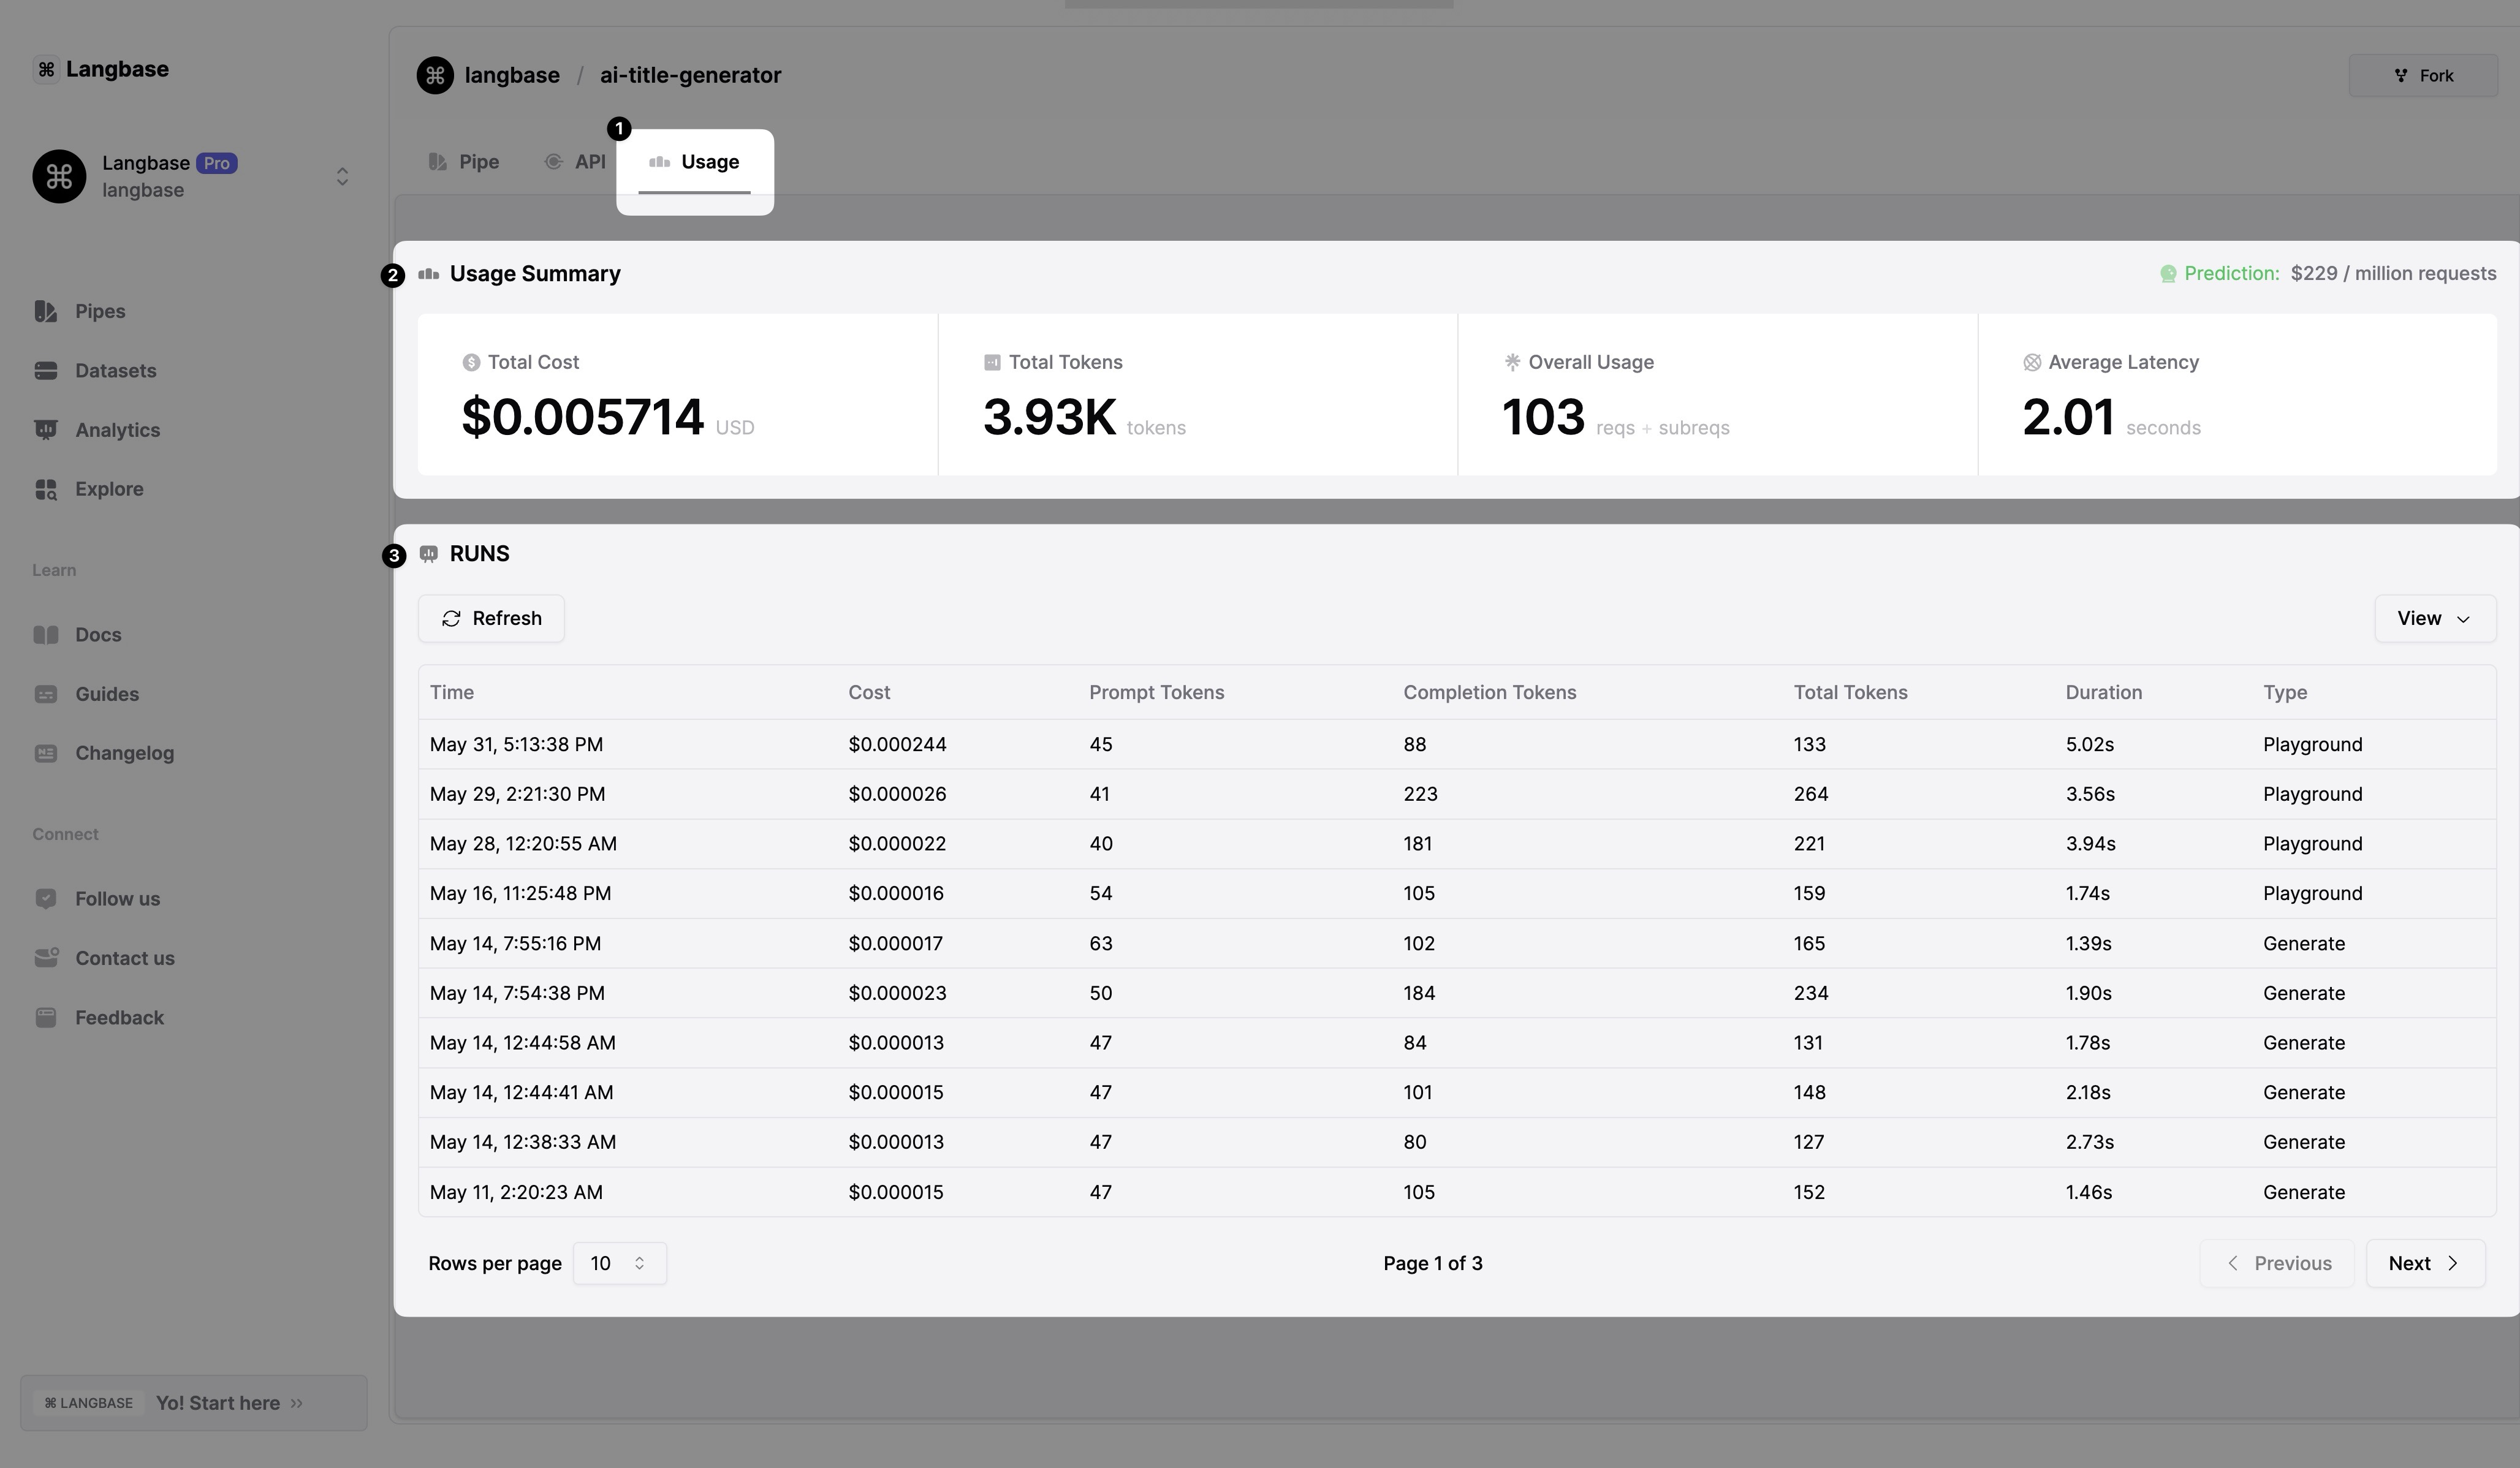 Langbase
Langbase Pro
langbase
Pipes
Datasets
Analytics
Explore
Learn
Docs
Guides
Changelog
Connect
Follow us
Contact us
Feedback
⌘ LANGBASE Yo! Start here
langbase / ai-title-generator
Fork
1
Pipe API Usage
2 Usage Summary
Prediction: $229 / million requests
Total Cost
$0.005714 USD
Total Tokens
3.93K tokens
Overall Usage
103 reqs + subreqs
Average Latency
2.01 seconds
3 RUNS
Refresh
View
Time Cost Prompt Tokens Completion Tokens Total Tokens Duration Type
May 31, 5:13:38 PM $0.000244 45 88 133 5.02s Playground
May 29, 2:21:30 PM $0.000026 41 223 264 3.56s Playground
May 28, 12:20:55 AM $0.000022 40 181 221 3.94s Playground
May 16, 11:25:48 PM $0.000016 54 105 159 1.74s Playground
May 14, 7:55:16 PM $0.000017 63 102 165 1.39s Generate
May 14, 7:54:38 PM $0.000023 50 184 234 1.90s Generate
May 14, 12:44:58 AM $0.000013 47 84 131 1.78s Generate
May 14, 12:44:41 AM $0.000015 47 101 148 2.18s Generate
May 14, 12:38:33 AM $0.000013 47 80 127 2.73s Generate
May 11, 2:20:23 AM $0.000015 47 105 152 1.46s Generate
Rows per page 10
Page 1 of 3
Previous
Next